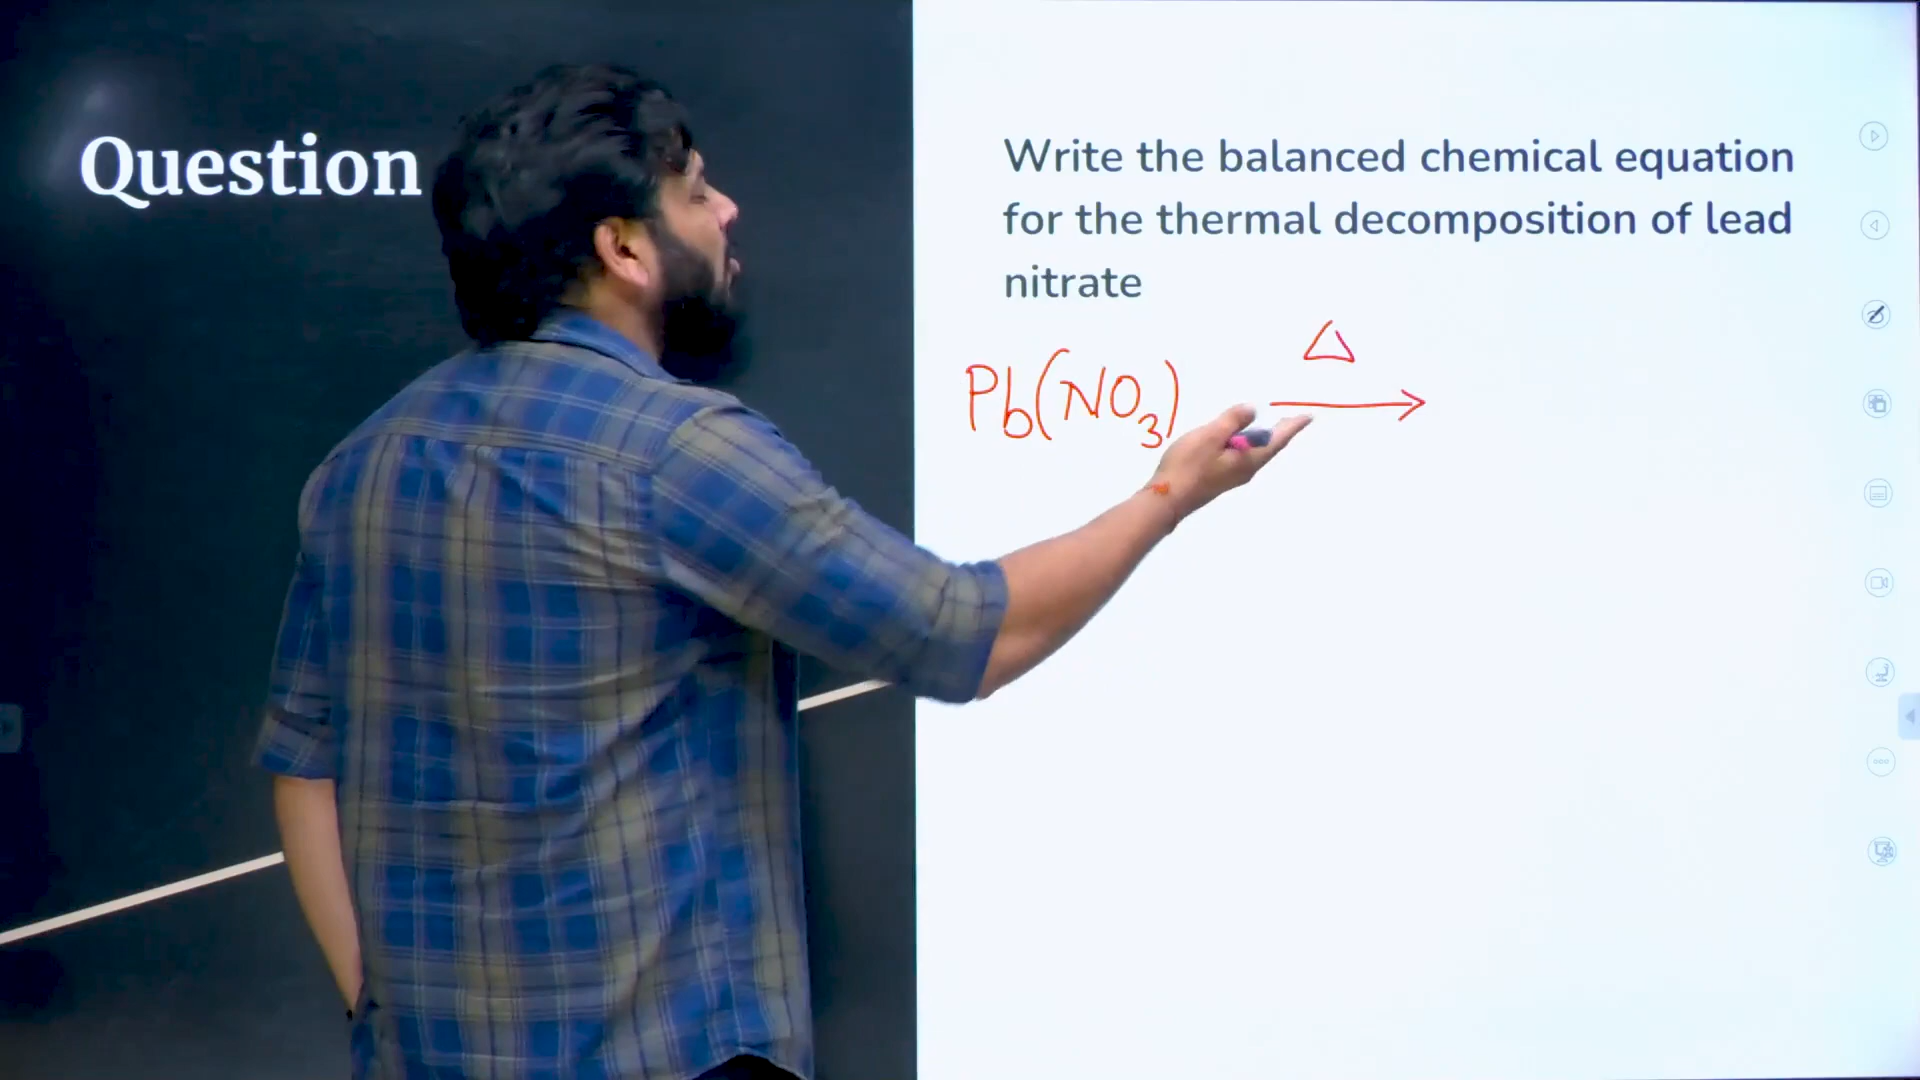 Question
Write the balanced chemical equation
for the thermal decomposition of lead
nitrate
Δ
Pb(NO₃) ⟶